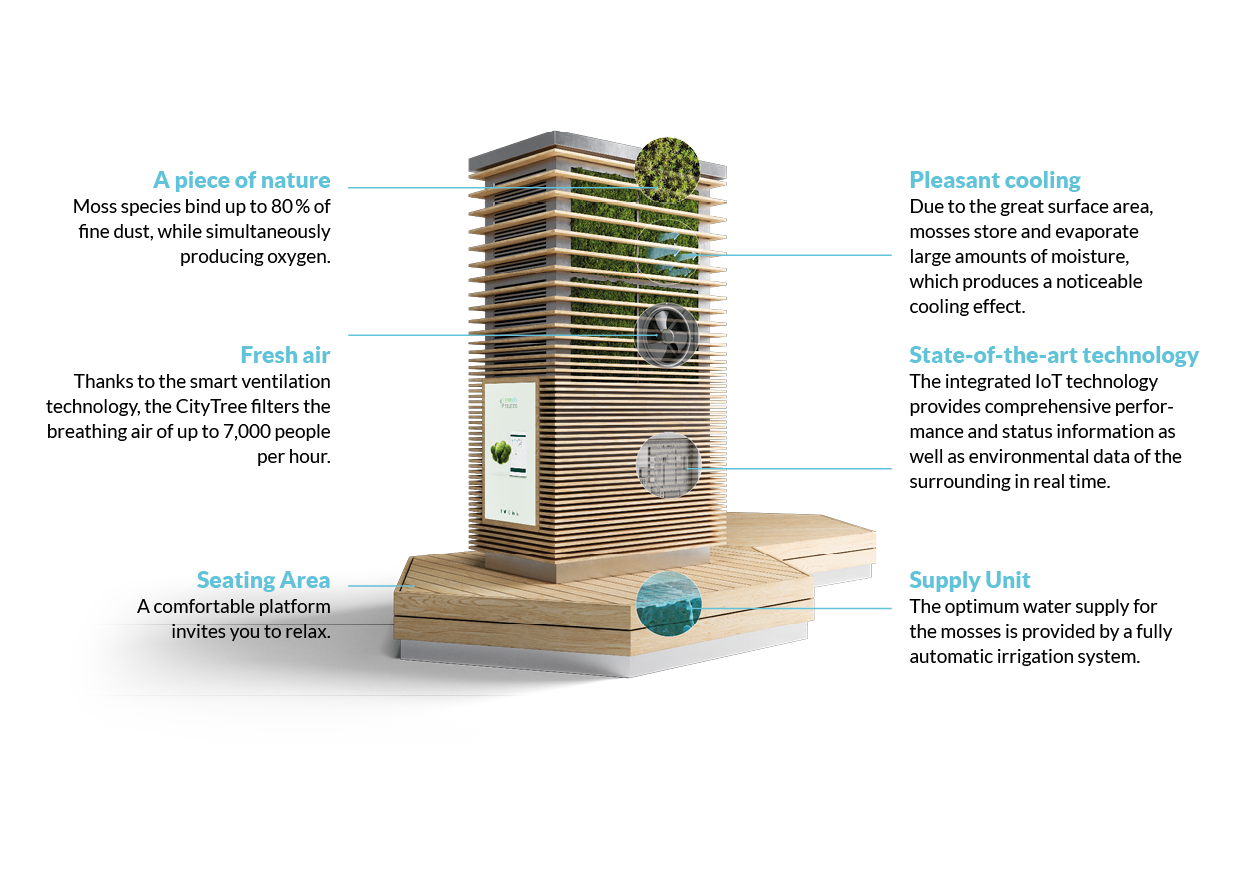 A piece of nature
Moss species bind up to 80 % of
fine dust, while simultaneously
producing oxygen.
Fresh air
Thanks to the smart ventilation
technology, the CityTree filters the
breathing air of up to 7,000 people
per hour.
Seating Area
A comfortable platform
invites you to relax.
Pleasant cooling
Due to the great surface area,
mosses store and evaporate
large amounts of moisture,
which produces a noticeable
cooling effect.
State-of-the-art technology
The integrated IoT technology
provides comprehensive perfor-
mance and status information as
well as environmental data of the
surrounding in real time.
Supply Unit
The optimum water supply for
the mosses is provided by a fully
automatic irrigation system.